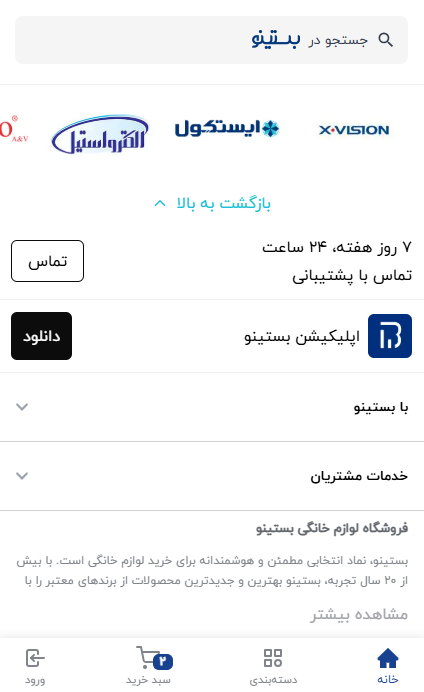 جستجو در بستینو
X·VISION
ایستکول
الکترواستیل
®
A&V
بازگشت به بالا
۷ روز هفته، ۲۴ ساعت
تماس با پشتیبانی
تماس
اپلیکیشن بستینو
دانلود
با بستینو
خدمات مشتریان
فروشگاه لوازم خانگی بستینو
بستینو، نماد انتخابی مطمئن و هوشمندانه برای خرید لوازم خانگی است. با بیش
از ۲۰ سال تجربه، بستینو بهترین و جدیدترین محصولات از برندهای معتبر را با
مشاهده بیشتر
خانه
دسته‌بندی
۲
سبد خرید
ورود